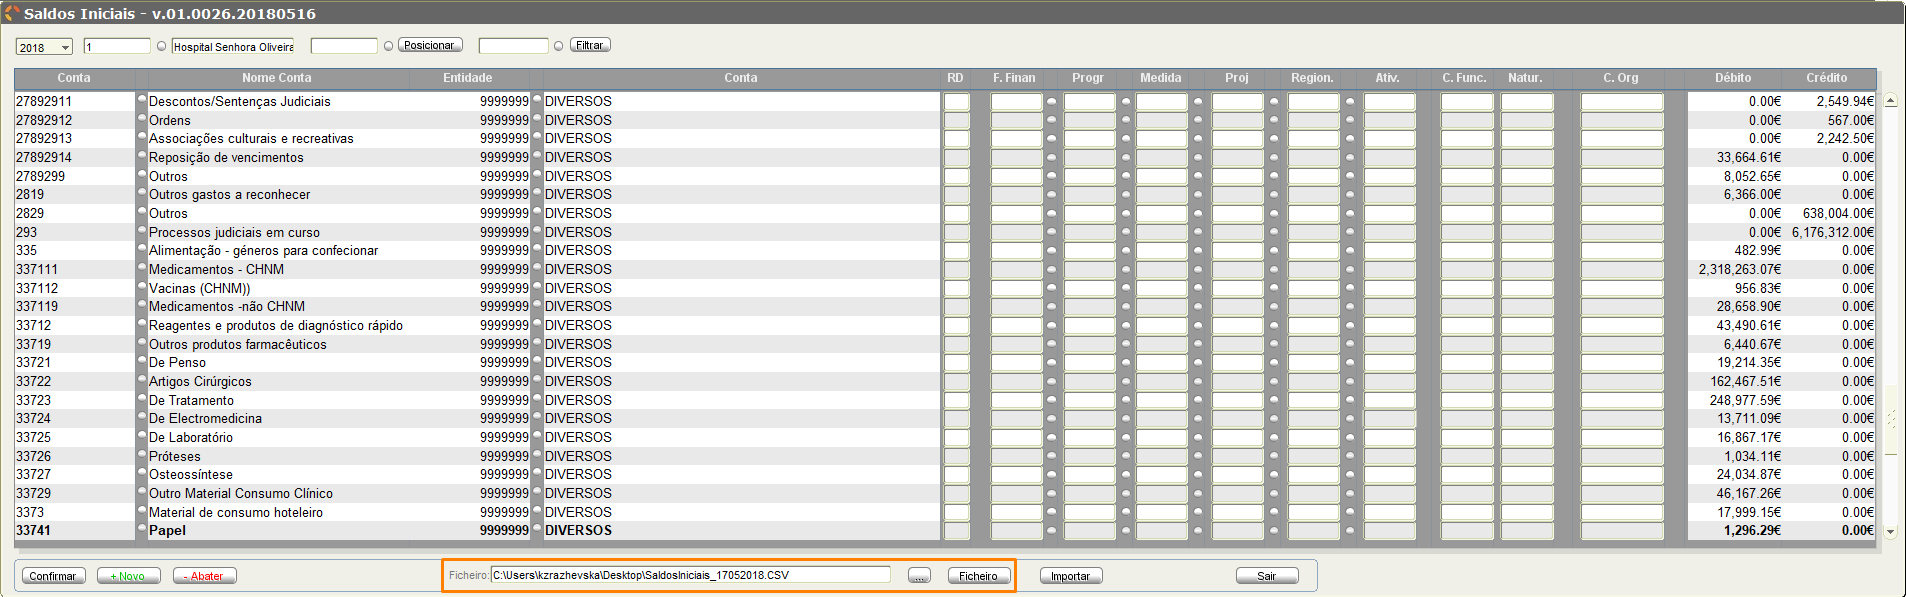 Saldos Iniciais - v.01.0026.20180516
2018 1 Hospital Senhora Oliveira Posicionar Filtrar
Conta Nome Conta Entidade Conta RD F. Finan Progr Medida Proj Region. Ativ. C. Func. Natur. C. Org Débito Crédito
27892911 Descontos/Sentenças Judiciais 9999999 DIVERSOS 0.00€ 2,549.94€
27892912 Ordens 9999999 DIVERSOS 0.00€ 567.00€
27892913 Associações culturais e recreativas 9999999 DIVERSOS 0.00€ 2,242.50€
27892914 Reposição de vencimentos 9999999 DIVERSOS 33,664.61€ 0.00€
2789299 Outros 9999999 DIVERSOS 8,052.65€ 0.00€
2819 Outros gastos a reconhecer 9999999 DIVERSOS 6,366.00€ 0.00€
2829 Outros 9999999 DIVERSOS 0.00€ 638,004.00€
293 Processos judiciais em curso 9999999 DIVERSOS 0.00€ 6,176,312.00€
335 Alimentação - géneros para confecionar 9999999 DIVERSOS 482.99€ 0.00€
337111 Medicamentos - CHNM 9999999 DIVERSOS 2,318,263.07€ 0.00€
337112 Vacinas (CHNM)) 9999999 DIVERSOS 956.83€ 0.00€
337119 Medicamentos -não CHNM 9999999 DIVERSOS 28,658.90€ 0.00€
33712 Reagentes e produtos de diagnóstico rápido 9999999 DIVERSOS 43,490.61€ 0.00€
33719 Outros produtos farmacêuticos 9999999 DIVERSOS 6,440.67€ 0.00€
33721 De Penso 9999999 DIVERSOS 19,214.35€ 0.00€
33722 Artigos Cirúrgicos 9999999 DIVERSOS 162,467.51€ 0.00€
33723 De Tratamento 9999999 DIVERSOS 248,977.59€ 0.00€
33724 De Electromedicina 9999999 DIVERSOS 13,711.09€ 0.00€
33725 De Laboratório 9999999 DIVERSOS 16,867.17€ 0.00€
33726 Próteses 9999999 DIVERSOS 1,034.11€ 0.00€
33727 Osteossíntese 9999999 DIVERSOS 24,034.87€ 0.00€
33729 Outro Material Consumo Clínico 9999999 DIVERSOS 46,167.26€ 0.00€
3373 Material de consumo hoteleiro 9999999 DIVERSOS 17,999.15€ 0.00€
33741 Papel 9999999 DIVERSOS 1,296.29€ 0.00€
Confirmar + Novo - Abater Ficheiro: C:\Users\kzrazhevska\Desktop\SaldosIniciais_17052018.CSV ... Ficheiro Importar Sair